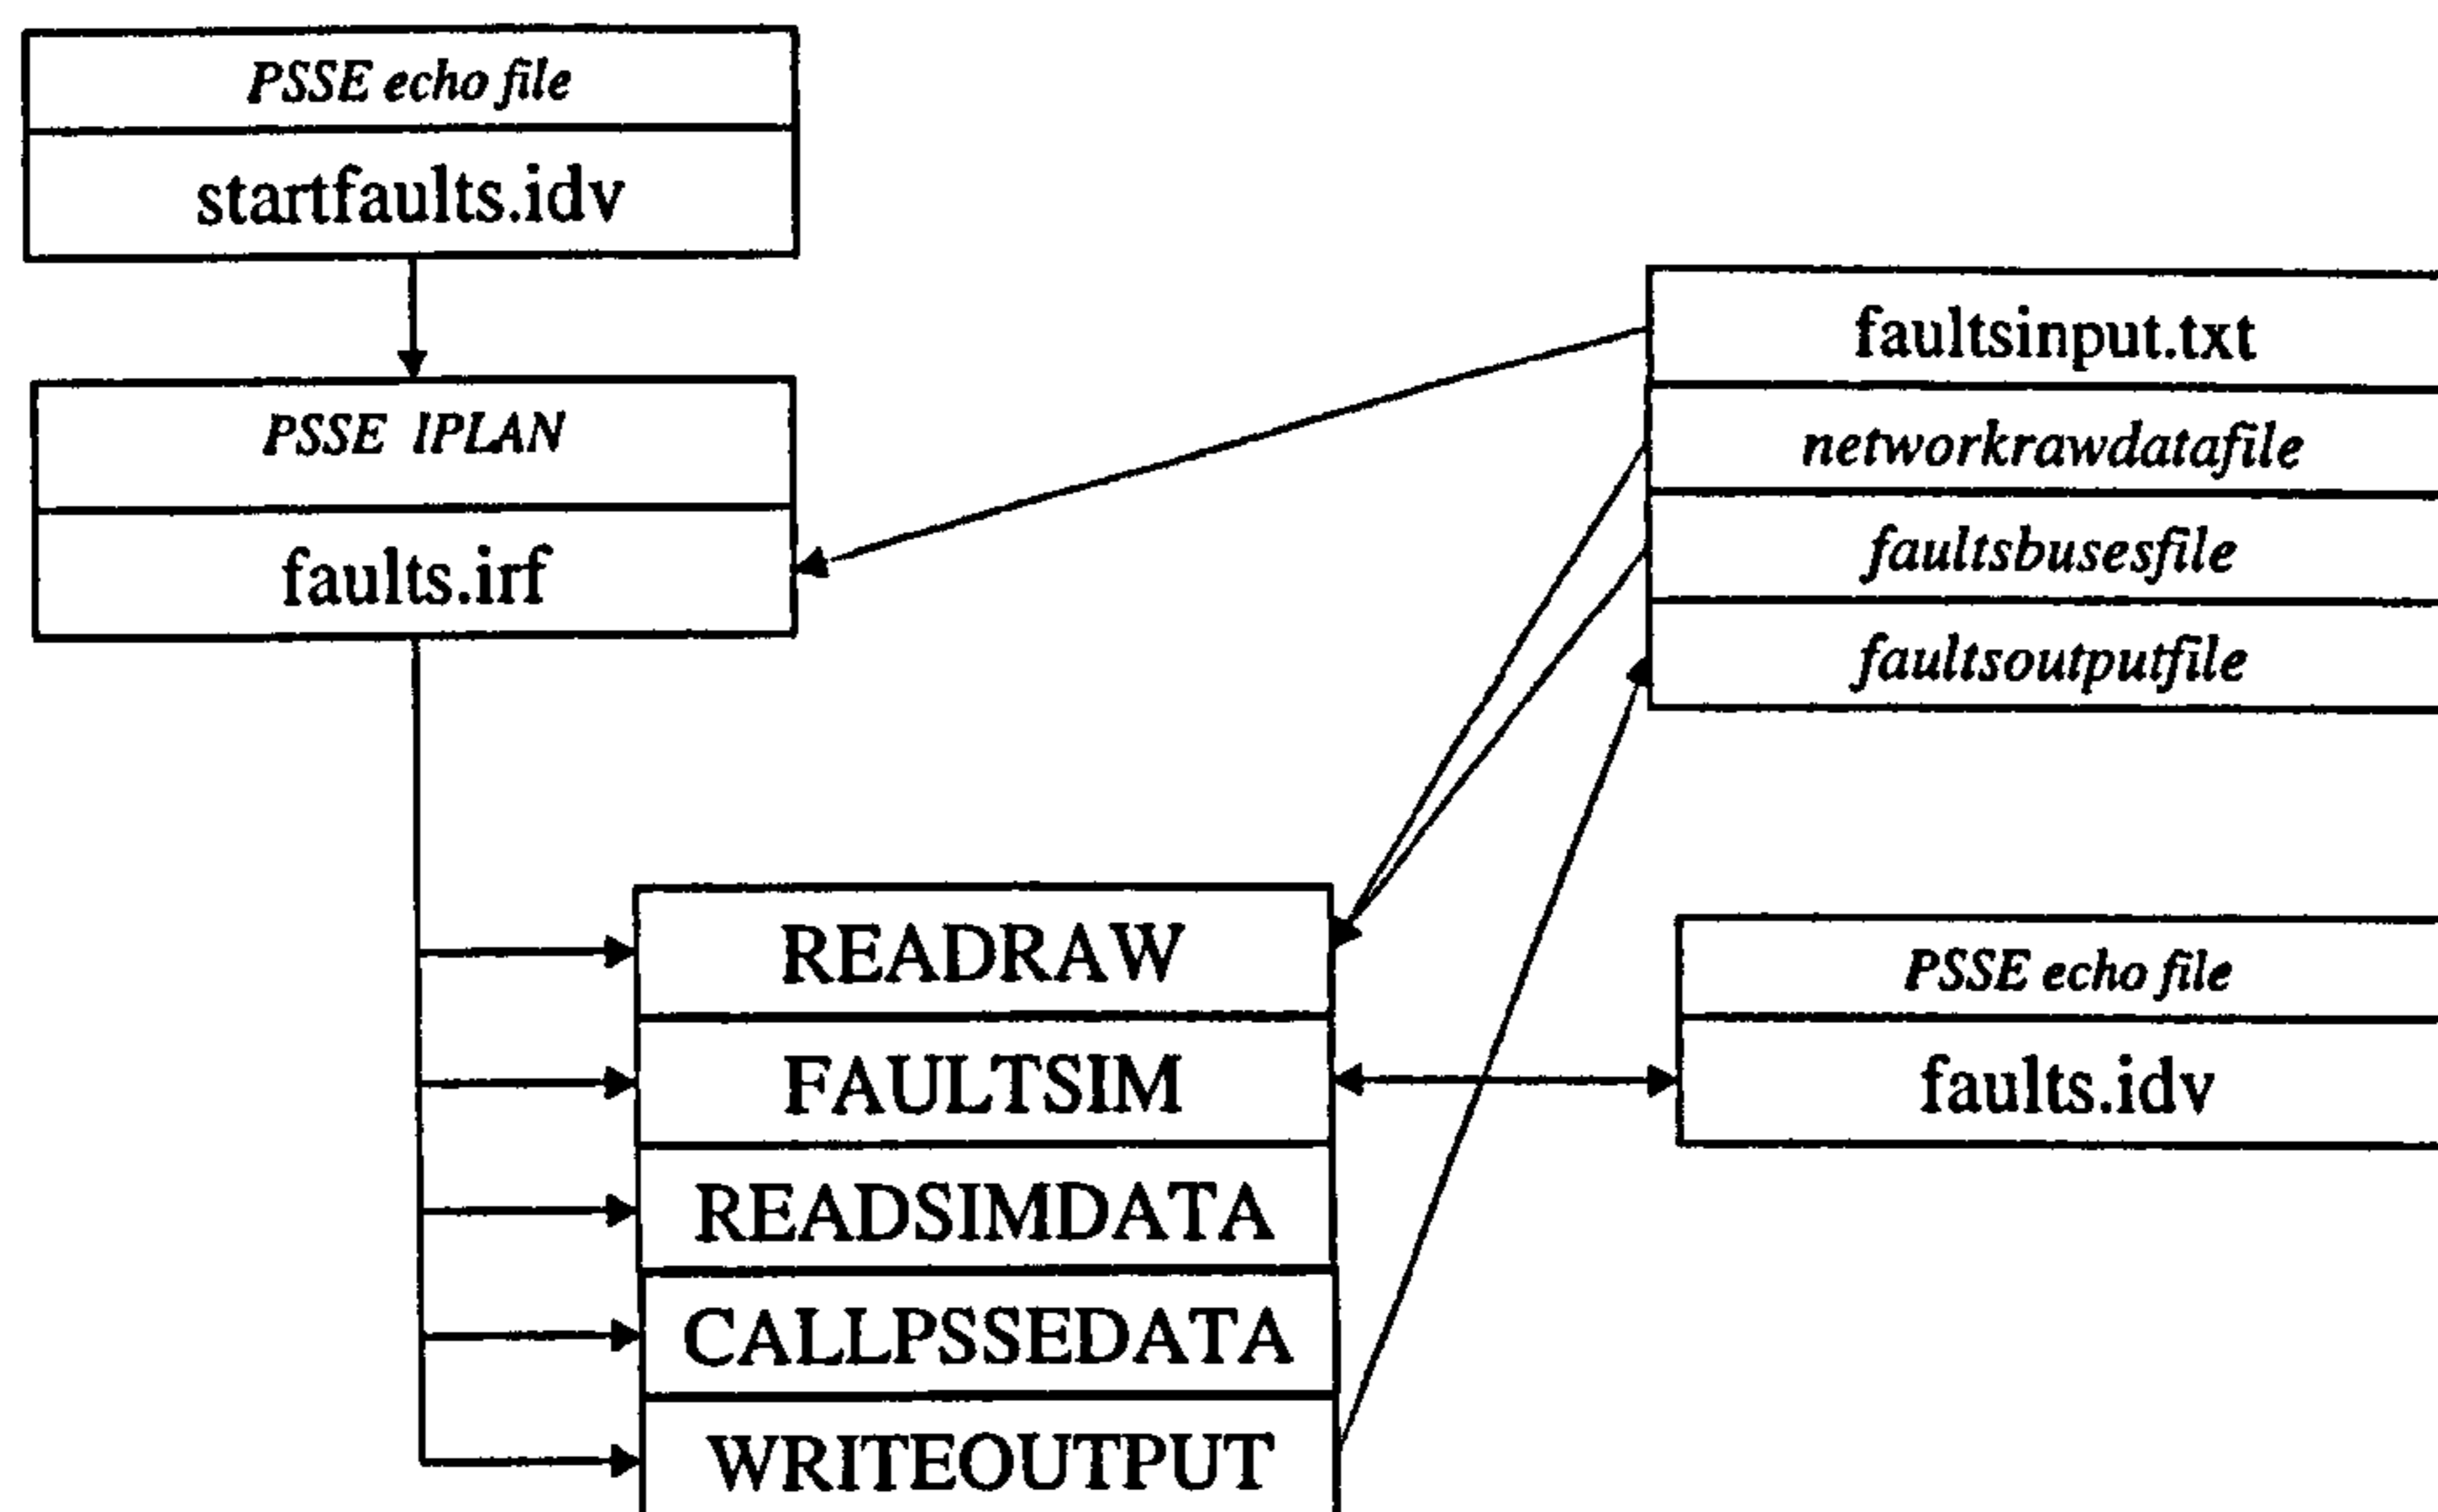 PSSE echo file
startfaults.idv
PSSE IPLAN
faults.irf
faultsinput.txt
networkrawdatafile
faultsbusesfile
faultsoutputfile
READRAW
FAULTSIM
READSIMDATA
CALLPSSEDATA
WRITEOUTPUT
PSSE echo file
faults.idv